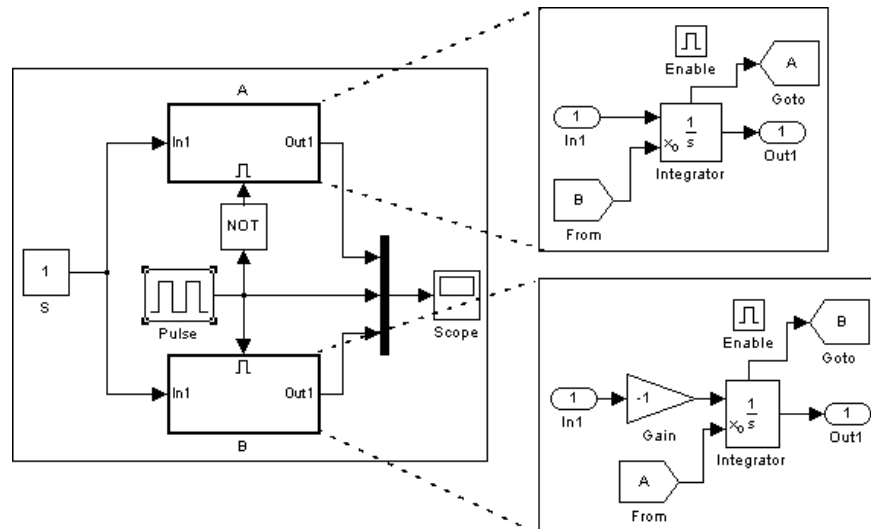 A
In1
Out1
NOT
1
S
Pulse
Scope
In1
Out1
B
Enable
A
Goto
1
In1
x0
1
s
Integrator
1
Out1
B
From
Enable
B
Goto
1
In1
-1
Gain
x0
1
s
Integrator
1
Out1
A
From